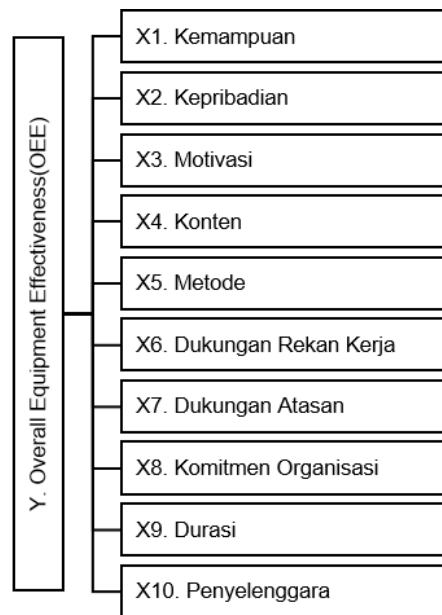 Y. Overall Equipment Effectiveness(OEE)
X1. Kemampuan
X2. Kepribadian
X3. Motivasi
X4. Konten
X5. Metode
X6. Dukungan Rekan Kerja
X7. Dukungan Atasan
X8. Komitmen Organisasi
X9. Durasi
X10. Penyelenggara